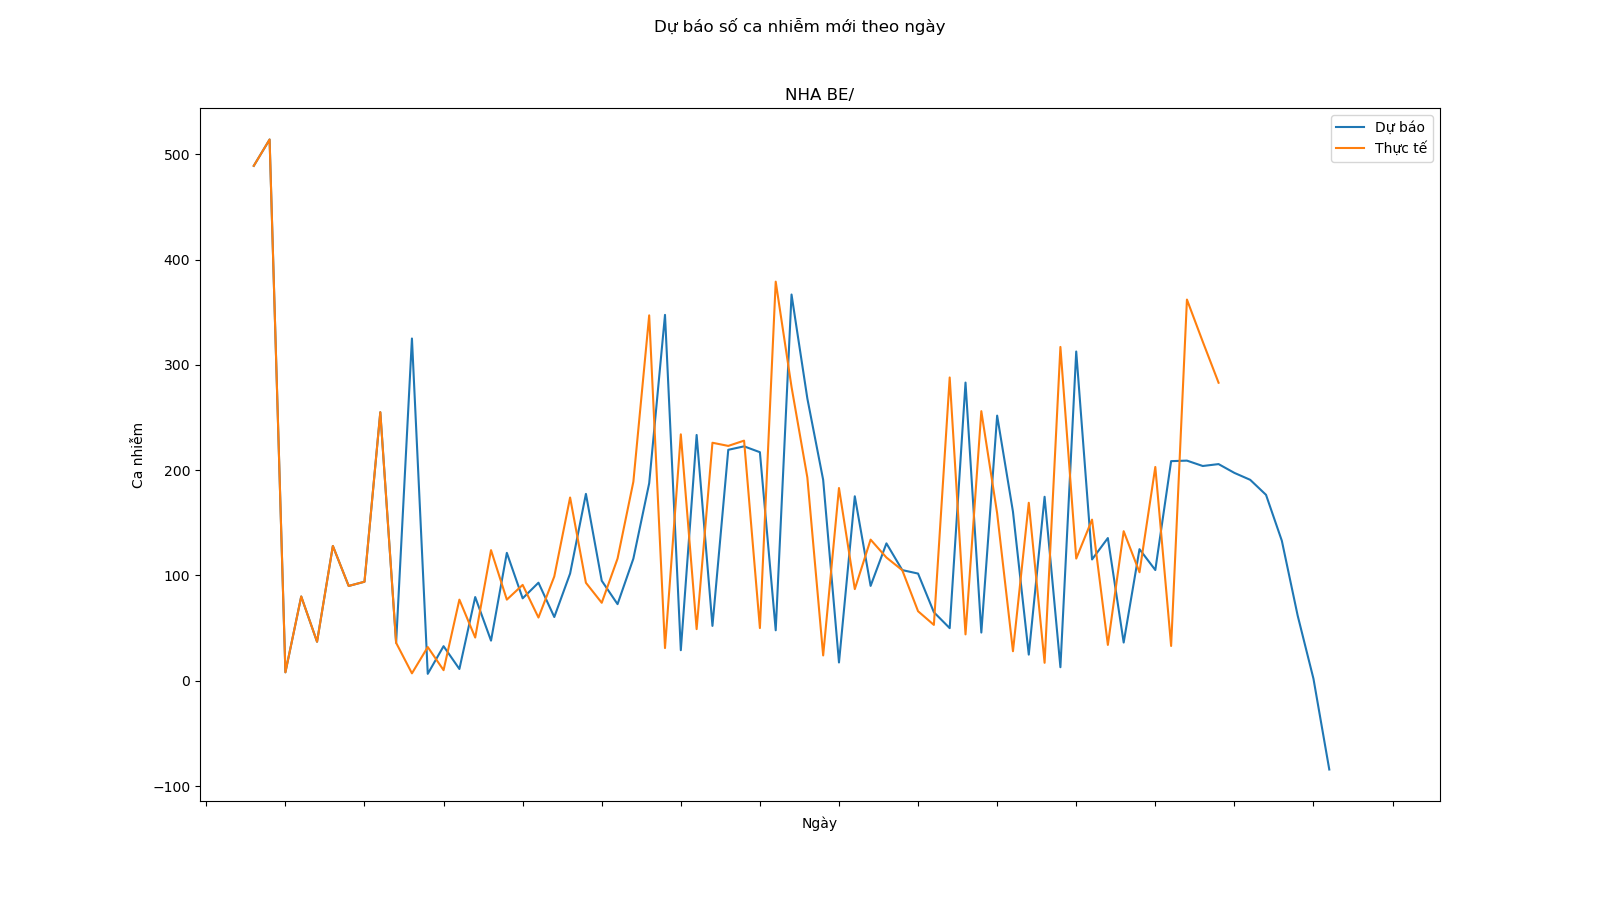 Dự báo số ca nhiễm mới theo ngày
NHA BE/
Dự báo
Thực tế
500
400
300
200
100
0
−100
Ca nhiễm
Ngày